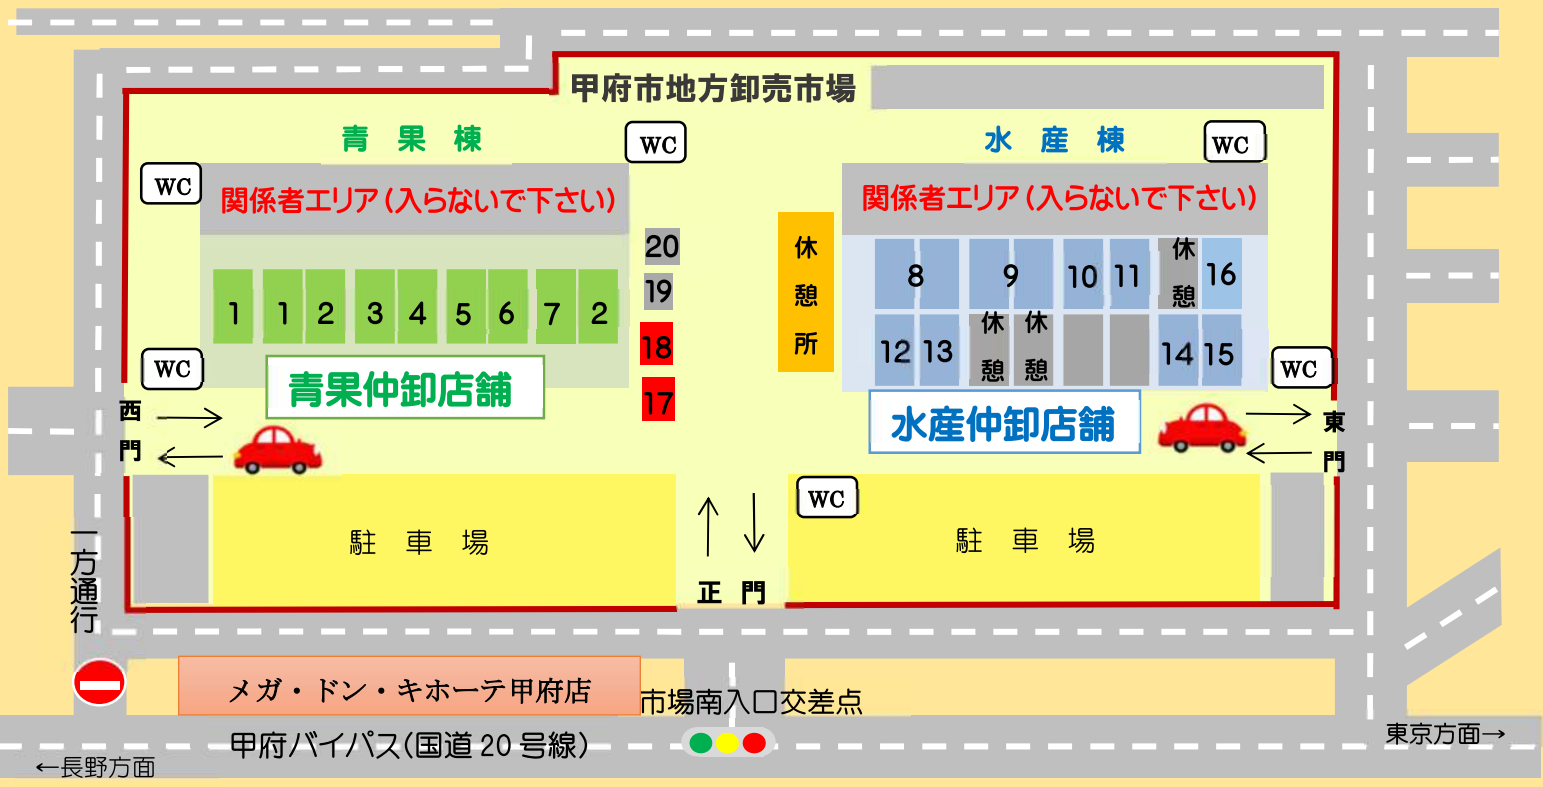 甲府市地方卸売市場
青 果 棟
水 産 棟
WC
WC
WC
関係者エリア（入らないで下さい）
関係者エリア（入らないで下さい）
20
19
18
17
休憩所
1 1 2 3 4 5 6 7 2
8 9 10 11 休憩 16
12 13 休憩 休憩 14 15
WC
WC
青果仲卸店舗
水産仲卸店舗
西門
東門
WC
駐 車 場
駐 車 場
正 門
一方通行
メガ・ドン・キホーテ甲府店
市場南入口交差点
甲府バイパス（国道20号線）
東京方面→
←長野方面